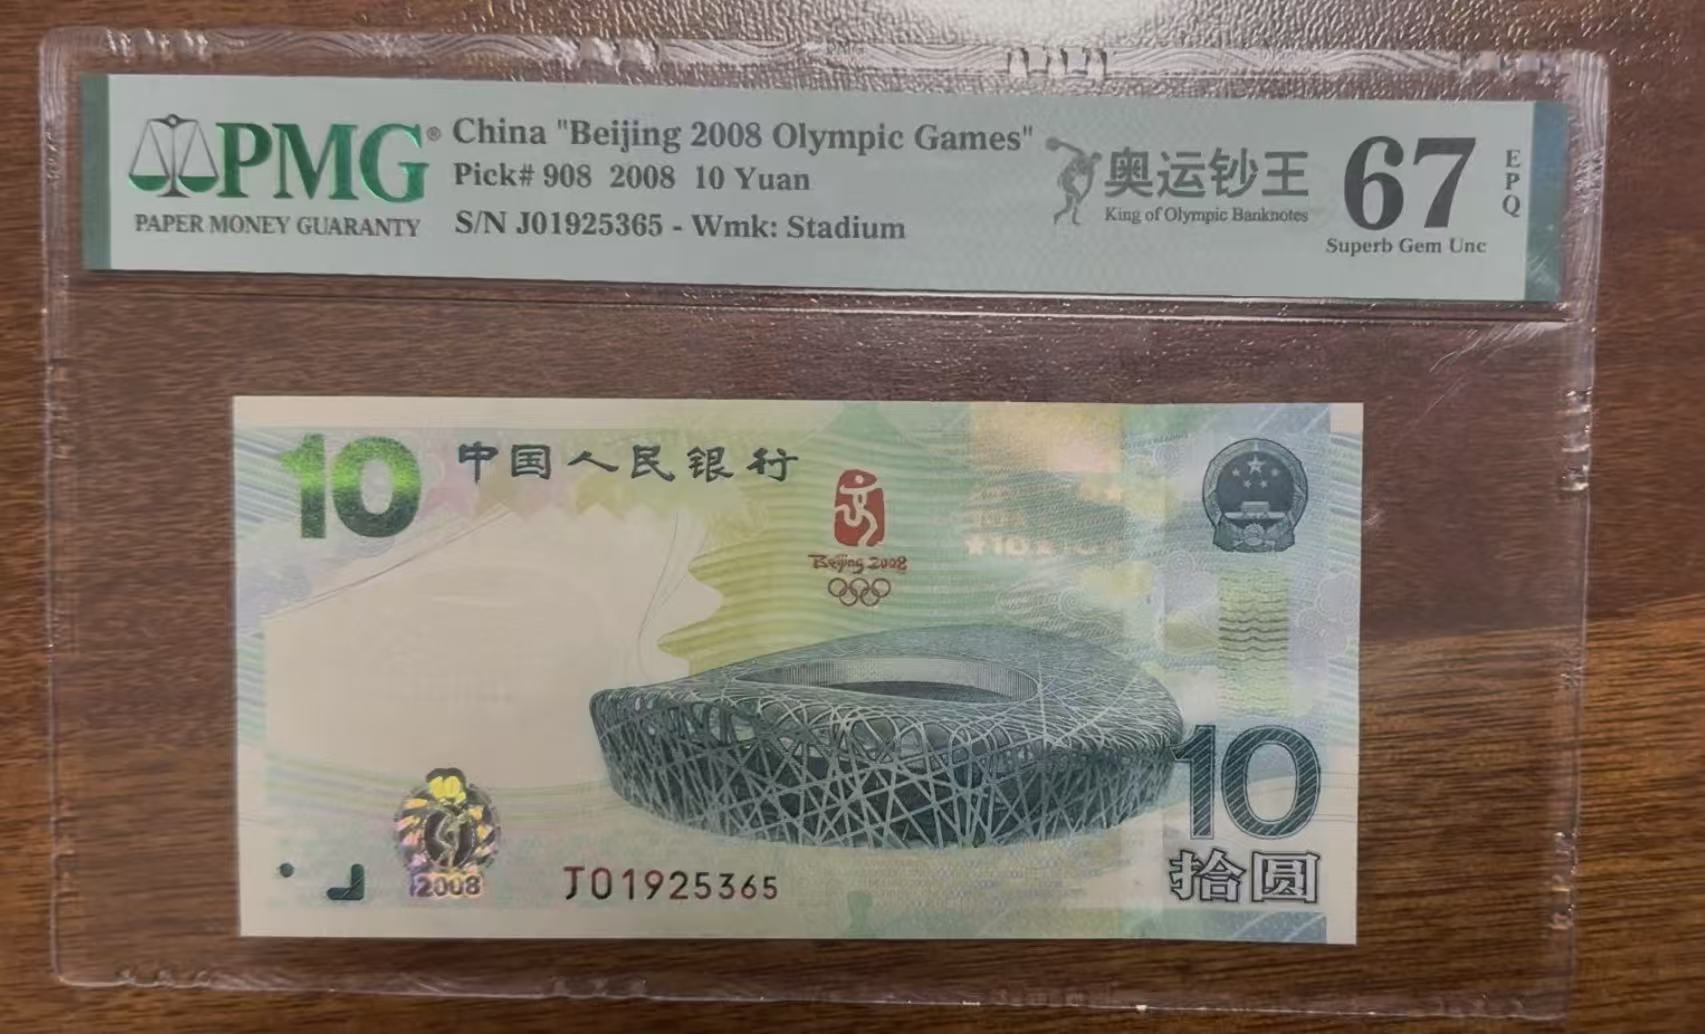 PMG® China "Beijing 2008 Olympic Games"
PAPER MONEY GUARANTY
Pick# 908 2008 10 Yuan
S/N J01925365 - Wmk: Stadium
奥运钞王
King of Olympic Banknotes
67
EPQ
Superb Gem Unc
10 中国人民银行
Beijing 2008
10
10
拾圆
10
2008
J01925365